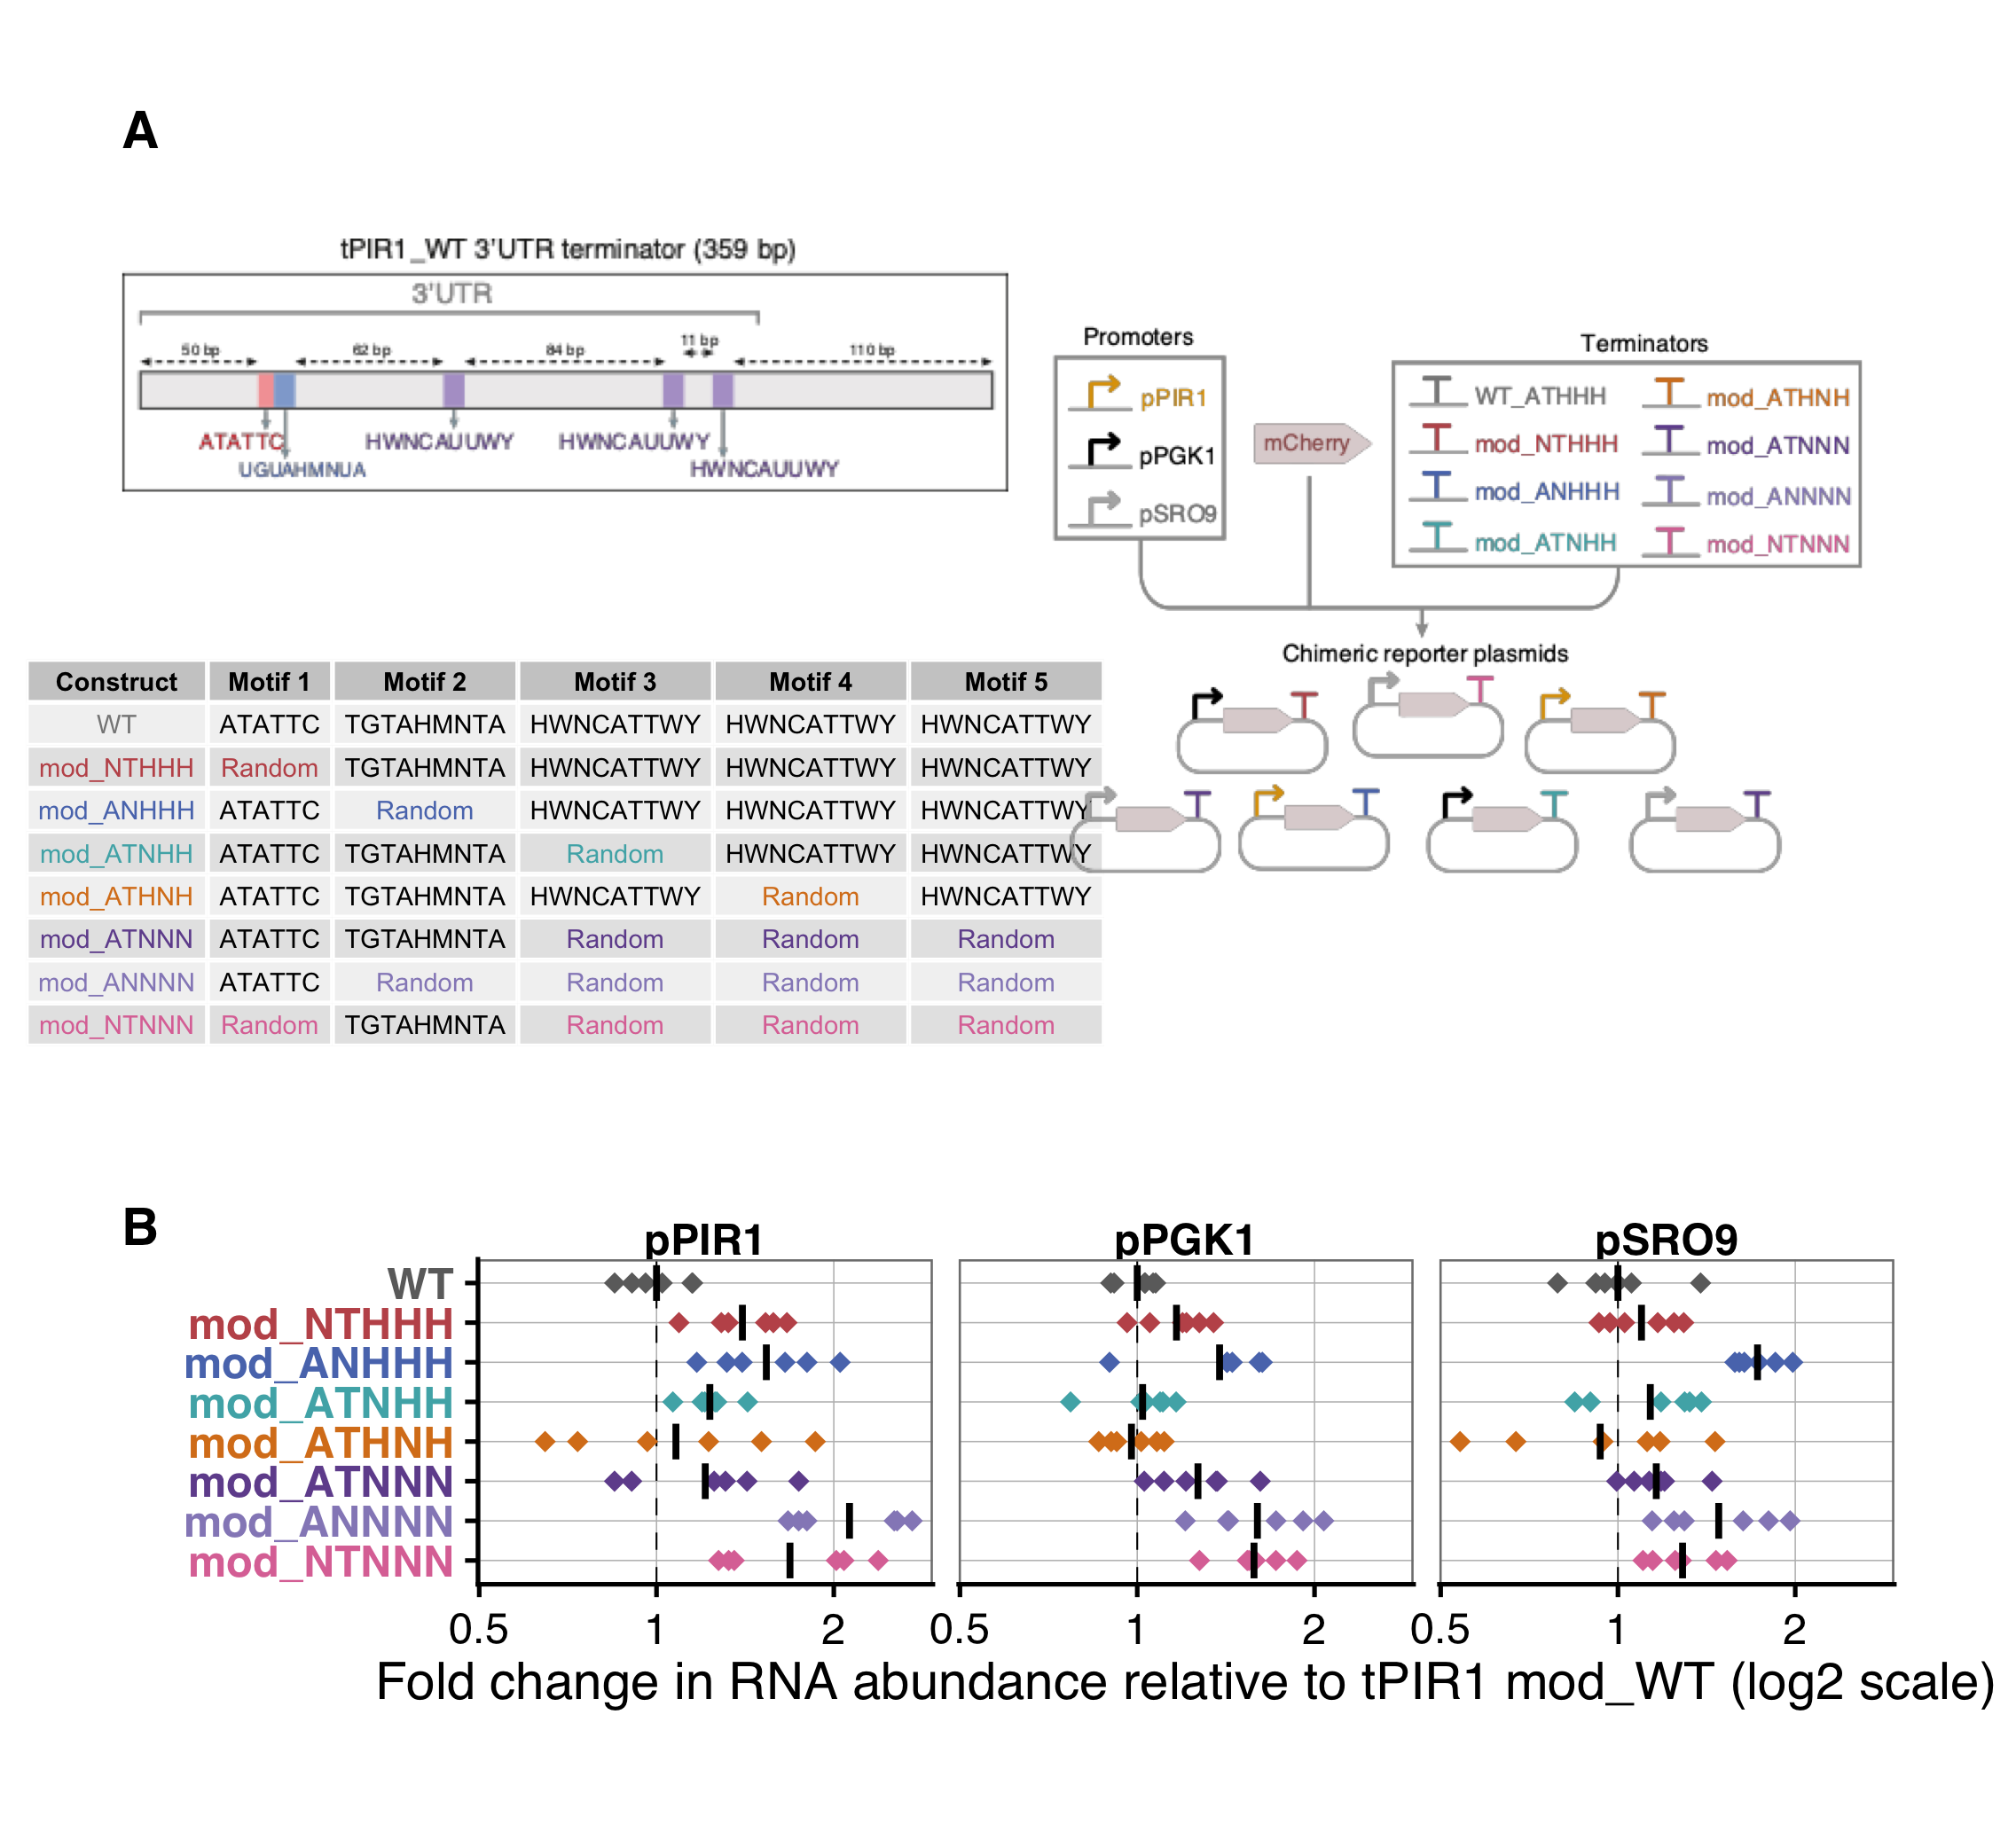 A
tPIR1_WT 3'UTR terminator (359 bp)
3'UTR
50 bp
62 bp
84 bp
11 bp
110 bp
ATATTC
HWNCAUUWY
HWNCAUUWY
UGUAHMNUA
HWNCAUUWY
Promoters
pPIR1
pPGK1
pSRO9
mCherry
Terminators
WT_ATHHH
mod_ATHNH
mod_NTHHH
mod_ATNNN
mod_ANHHH
mod_ANNNN
mod_ATNHH
mod_NTNNN
Chimeric reporter plasmids
Construct Motif 1 Motif 2 Motif 3 Motif 4 Motif 5
WT ATATTC TGTAHMNTA HWNCATTWY HWNCATTWY HWNCATTWY
mod_NTHHH Random TGTAHMNTA HWNCATTWY HWNCATTWY HWNCATTWY
mod_ANHHH ATATTC Random HWNCATTWY HWNCATTWY HWNCATTWY
mod_ATNHH ATATTC TGTAHMNTA Random HWNCATTWY HWNCATTWY
mod_ATHNH ATATTC TGTAHMNTA HWNCATTWY Random HWNCATTWY
mod_ATNNN ATATTC TGTAHMNTA Random Random Random
mod_ANNNN ATATTC Random Random Random Random
mod_NTNNN Random TGTAHMNTA Random Random Random
B
pPIR1 pPGK1 pSRO9
WT
mod_NTHHH
mod_ANHHH
mod_ATNHH
mod_ATHNH
mod_ATNNN
mod_ANNNN
mod_NTNNN
0.5 1 2 0.5 1 2 0.5 1 2
Fold change in RNA abundance relative to tPIR1 mod_WT (log2 scale)